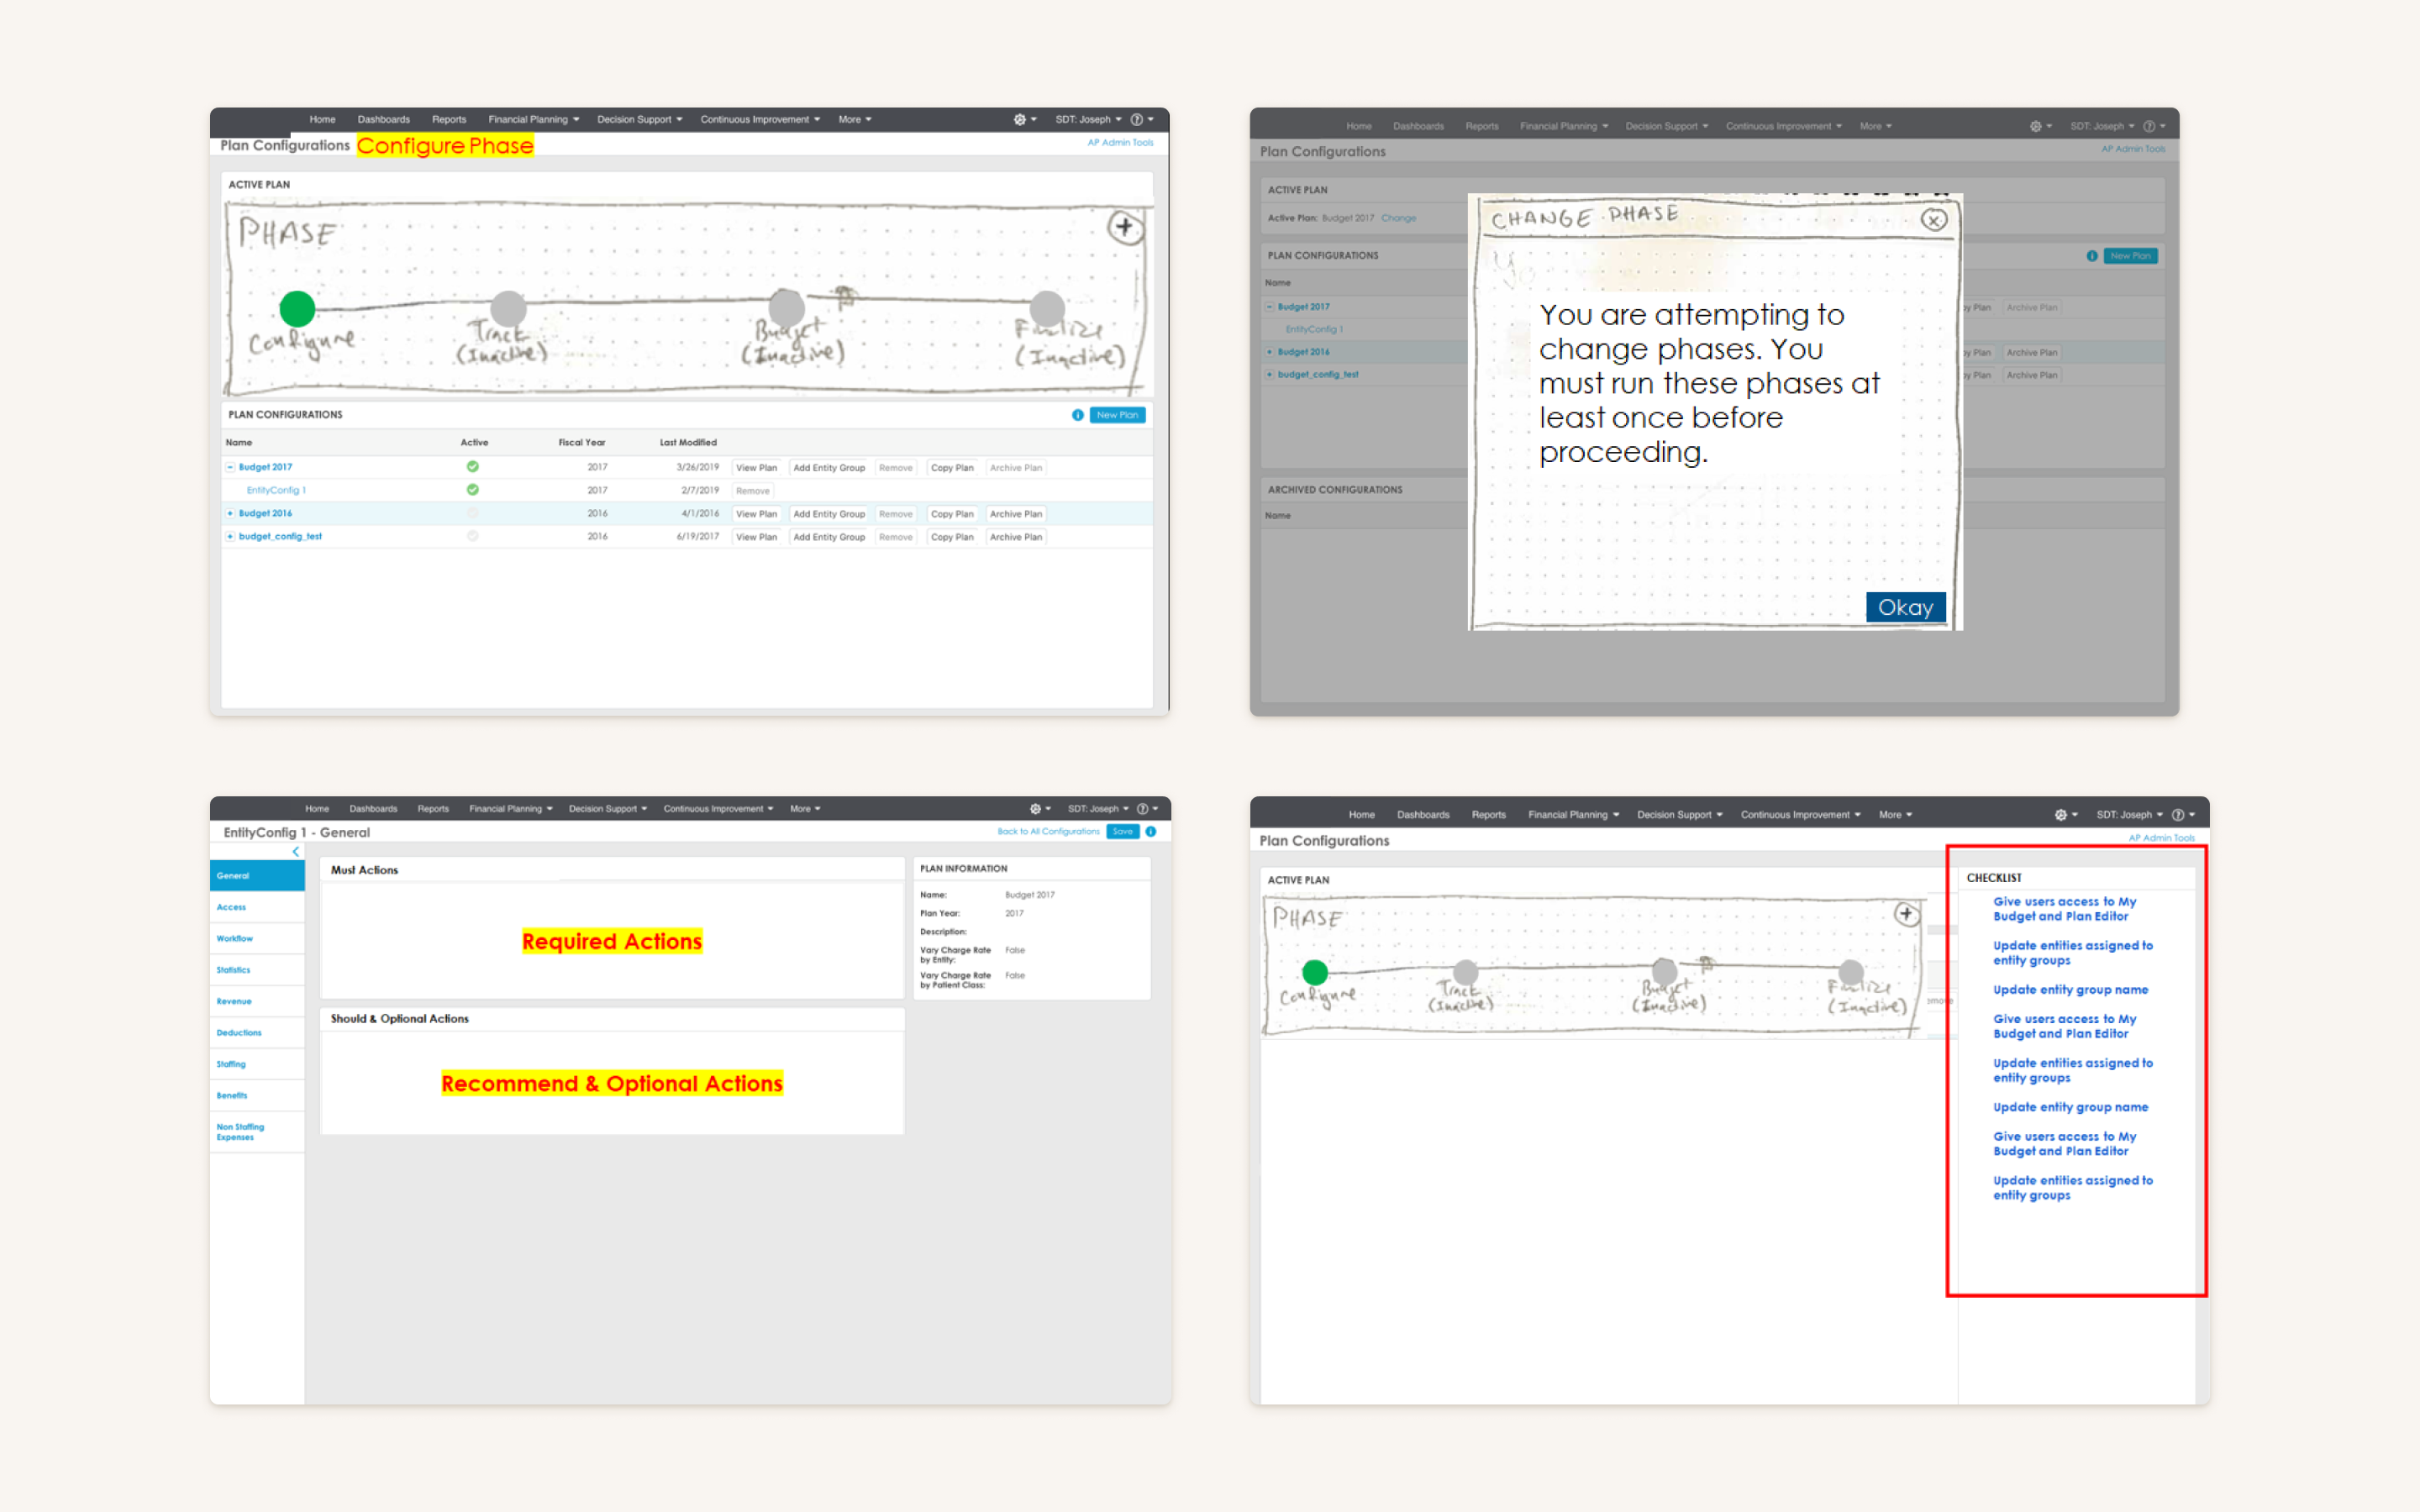 Home Dashboards Reports Financial Planning Decision Support Continuous Improvement More SDT: Joseph
Plan Configurations Configure Phase AP Admin Tools
ACTIVE PLAN
PHASE
Configure Track Budget Finalize
(Inactive) (Inactive) (Inactive)
PLAN CONFIGURATIONS New Plan
Name Active Fiscal Year Last Modified
Budget 2017 2017 3/26/2019 View Plan Add Entity Group Remove Copy Plan Archive Plan
EntityConfig 1 2017 2/7/2019 Remove
Budget 2016 2016 4/1/2016 View Plan Add Entity Group Remove Copy Plan Archive Plan
budget_config_test 2016 6/19/2017 View Plan Add Entity Group Remove Copy Plan Archive Plan
Home Dashboards Reports Financial Planning Decision Support Continuous Improvement More SDT: Joseph
Plan Configurations AP Admin Tools
ACTIVE PLAN
Active Plan: Budget 2017 Change
PLAN CONFIGURATIONS New Plan
Name
Budget 2017 Plan Archive Plan
EntityConfig 1
Budget 2016 Plan Archive Plan
budget_config_test Plan Archive Plan
ARCHIVED CONFIGURATIONS
Name
CHANGE PHASE
You are attempting to
change phases. You
must run these phases at
least once before
proceeding.
Okay
Home Dashboards Reports Financial Planning Decision Support Continuous Improvement More SDT: Joseph
EntityConfig 1 - General Back to All Configurations Save
General
Access
Workflow
Statistics
Revenue
Deductions
Staffing
Benefits
Non Staffing
Expenses
Must Actions
Required Actions
Should & Optional Actions
Recommend & Optional Actions
PLAN INFORMATION
Name: Budget 2017
Plan Year: 2017
Description:
Vary Charge Rate False
by Entity:
Vary Charge Rate False
by Patient Class:
Home Dashboards Reports Financial Planning Decision Support Continuous Improvement More SDT: Joseph
Plan Configurations AP Admin Tools
ACTIVE PLAN
PHASE
Configure Track Budget Finalize
(Inactive) (Inactive) (Inactive)
CHECKLIST
Give users access to My
Budget and Plan Editor
Update entities assigned to
entity groups
Update entity group name
Give users access to My
Budget and Plan Editor
Update entities assigned to
entity groups
Update entity group name
Give users access to My
Budget and Plan Editor
Update entities assigned to
entity groups